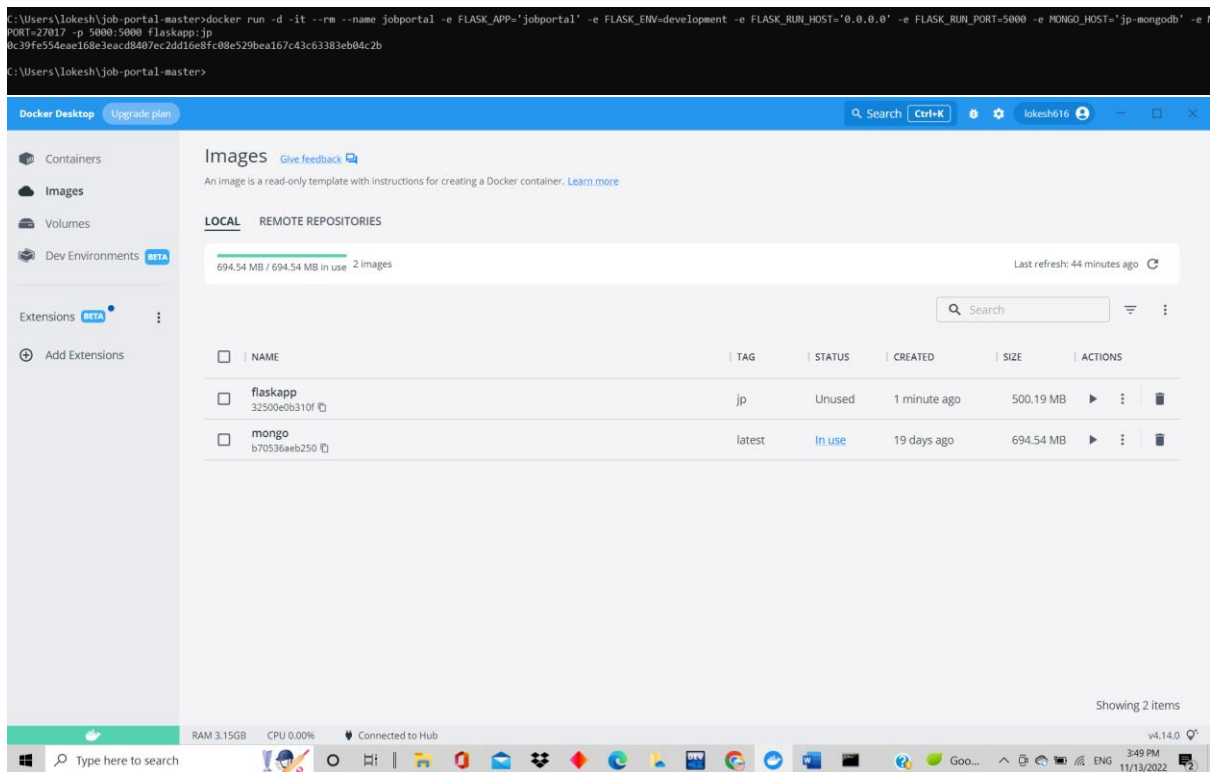 C:\Users\lokesh\job-portal-master>docker run -d -it --rm --name jobportal -e FLASK_APP='jobportal' -e FLASK_ENV=development -e FLASK_RUN_HOST='0.0.0.0' -e FLASK_RUN_PORT=5000 -e MONGO_HOST='jp-mongodb' -e
PORT=27017 -p 5000:5000 flaskapp:jp
0c39fe554eae168e3eacd8407ec2dd16e8fc08e529bea167c43c63383eb04c2b
C:\Users\lokesh\job-portal-master>
Docker Desktop Upgrade plan Search Ctrl+K lokesh616
Containers
Images
Volumes
Dev Environments BETA
Extensions BETA
Add Extensions
Images Give feedback
An image is a read-only template with instructions for creating a Docker container. Learn more
LOCAL REMOTE REPOSITORIES
694.54 MB / 694.54 MB in use 2 images Last refresh: 44 minutes ago
Search
NAME TAG STATUS CREATED SIZE ACTIONS
flaskapp jp Unused 1 minute ago 500.19 MB
32500e0b310f
mongo latest In use 19 days ago 694.54 MB
b70536aeb250
Showing 2 items
RAM 3.15GB CPU 0.00% Connected to Hub v4.14.0
Type here to search DEV Goo... ENG 3:49 PM
11/13/2022